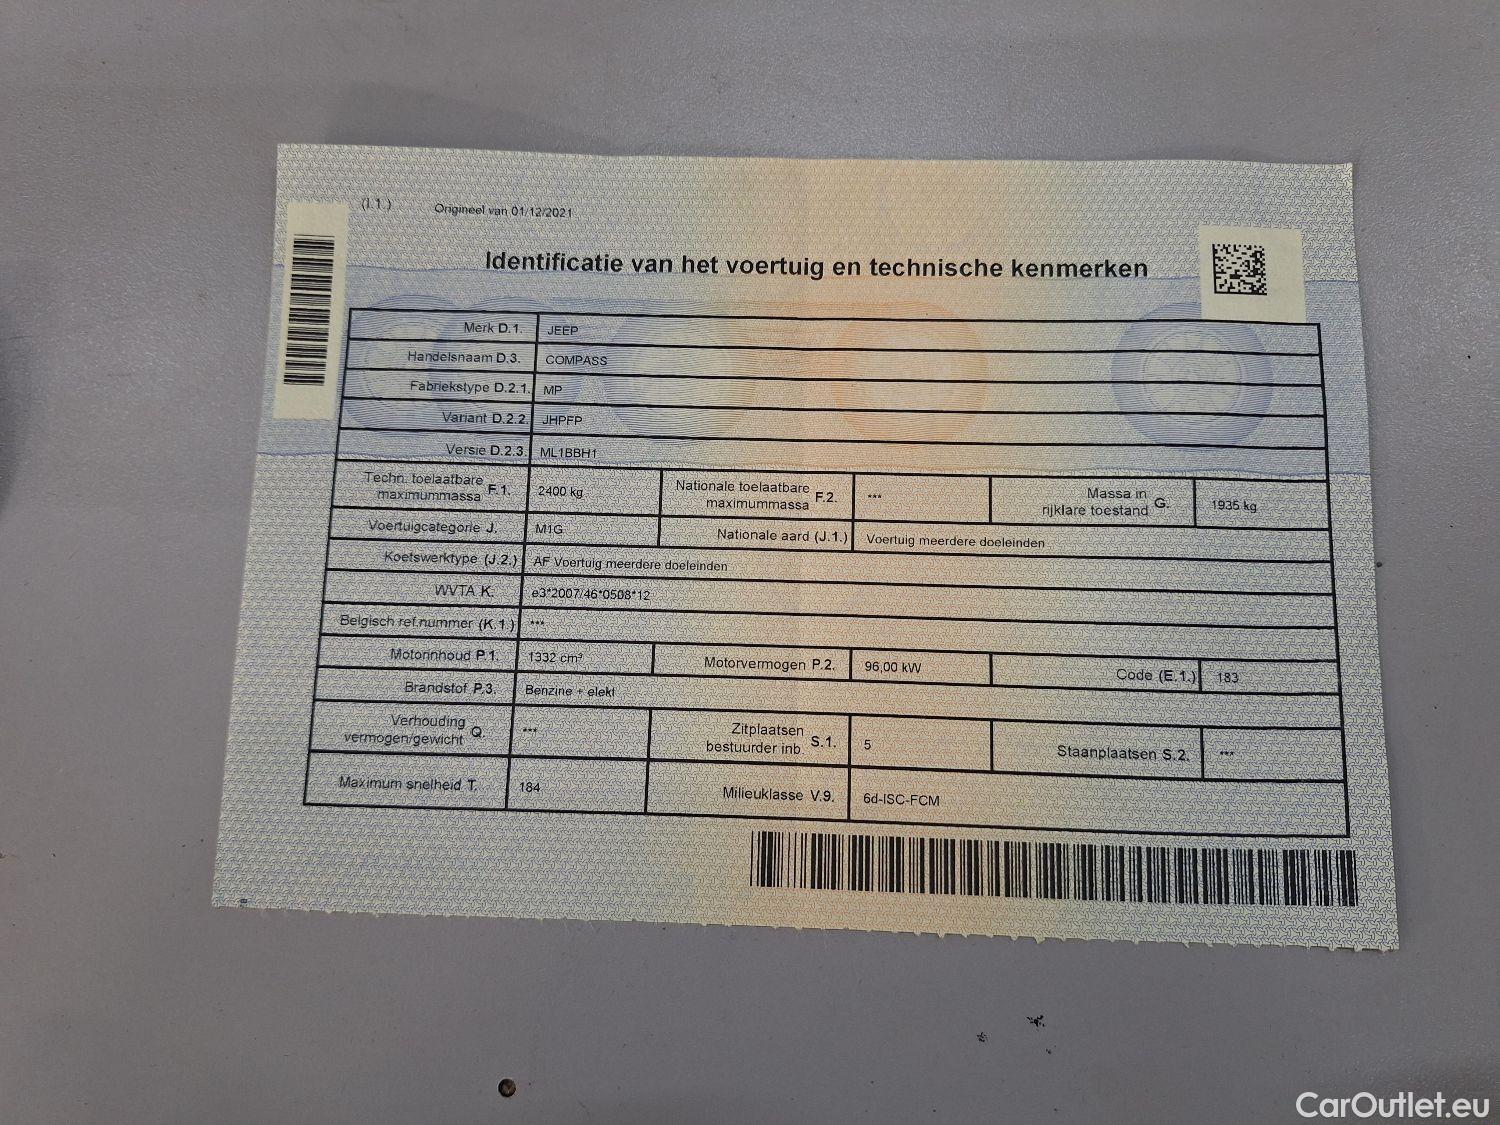 (I.1.) Origineel van 01/12/2021
Identificatie van het voertuig en technische kenmerken
Merk D.1. JEEP
Handelsnaam D.3. COMPASS
Fabriekstype D.2.1. MP
Variant D.2.2. JHPFP
Versie D.2.3. ML1BBH1
Techn. toelaatbare maximummassa F.1. 2400 kg Nationale toelaatbare maximummassa F.2. *** Massa in rijklare toestand G. 1935 kg
Voertuigcategorie J. M1G Nationale aard (J.1.) Voertuig meerdere doeleinden
Koetswerktype (J.2.) AF Voertuig meerdere doeleinden
WVTA K. e3*2007/46*0508*12
Belgisch ref.nummer (K.1.) ***
Motorinhoud P.1. 1332 cm³ Motorvermogen P.2. 96,00 kW Code (E.1.) 183
Brandstof P.3. Benzine + elekt
Verhouding vermogen/gewicht Q. *** Zitplaatsen bestuurder inb. S.1. 5 Staanplaatsen S.2. ***
Maximum snelheid T. 184 Milieuklasse V.9. 6d-ISC-FCM
CarOutlet.eu